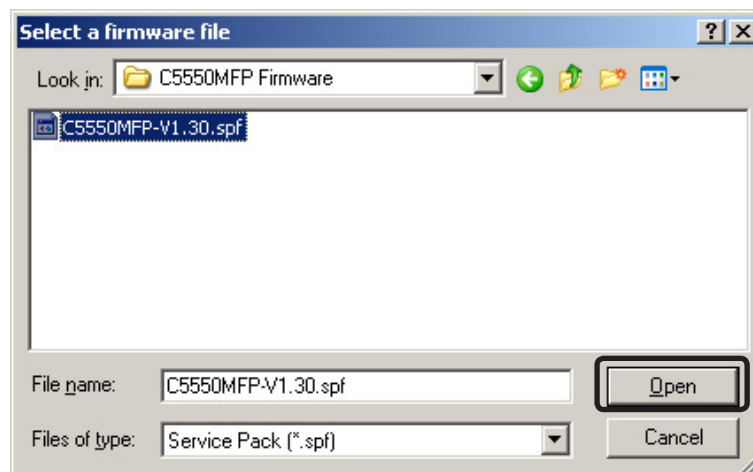 Select a firmware file
Look in: C5550MFP Firmware
C5550MFP-V1.30.spf
File name: C5550MFP-V1.30.spf Open
Files of type: Service Pack (*.spf) Cancel